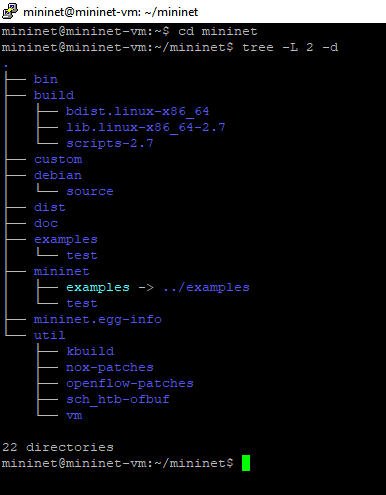 mininet@mininet-vm: ~/mininet
mininet@mininet-vm:~$ cd mininet
mininet@mininet-vm:~/mininet$ tree -L 2 -d
.
├── bin
├── build
│   ├── bdist.linux-x86_64
│   ├── lib.linux-x86_64-2.7
│   └── scripts-2.7
├── custom
├── debian
│   └── source
├── dist
├── doc
├── examples
│   └── test
├── mininet
│   ├── examples -> ../examples
│   └── test
├── mininet.egg-info
└── util
    ├── kbuild
    ├── nox-patches
    ├── openflow-patches
    ├── sch_htb-ofbuf
    └── vm
22 directories
mininet@mininet-vm:~/mininet$